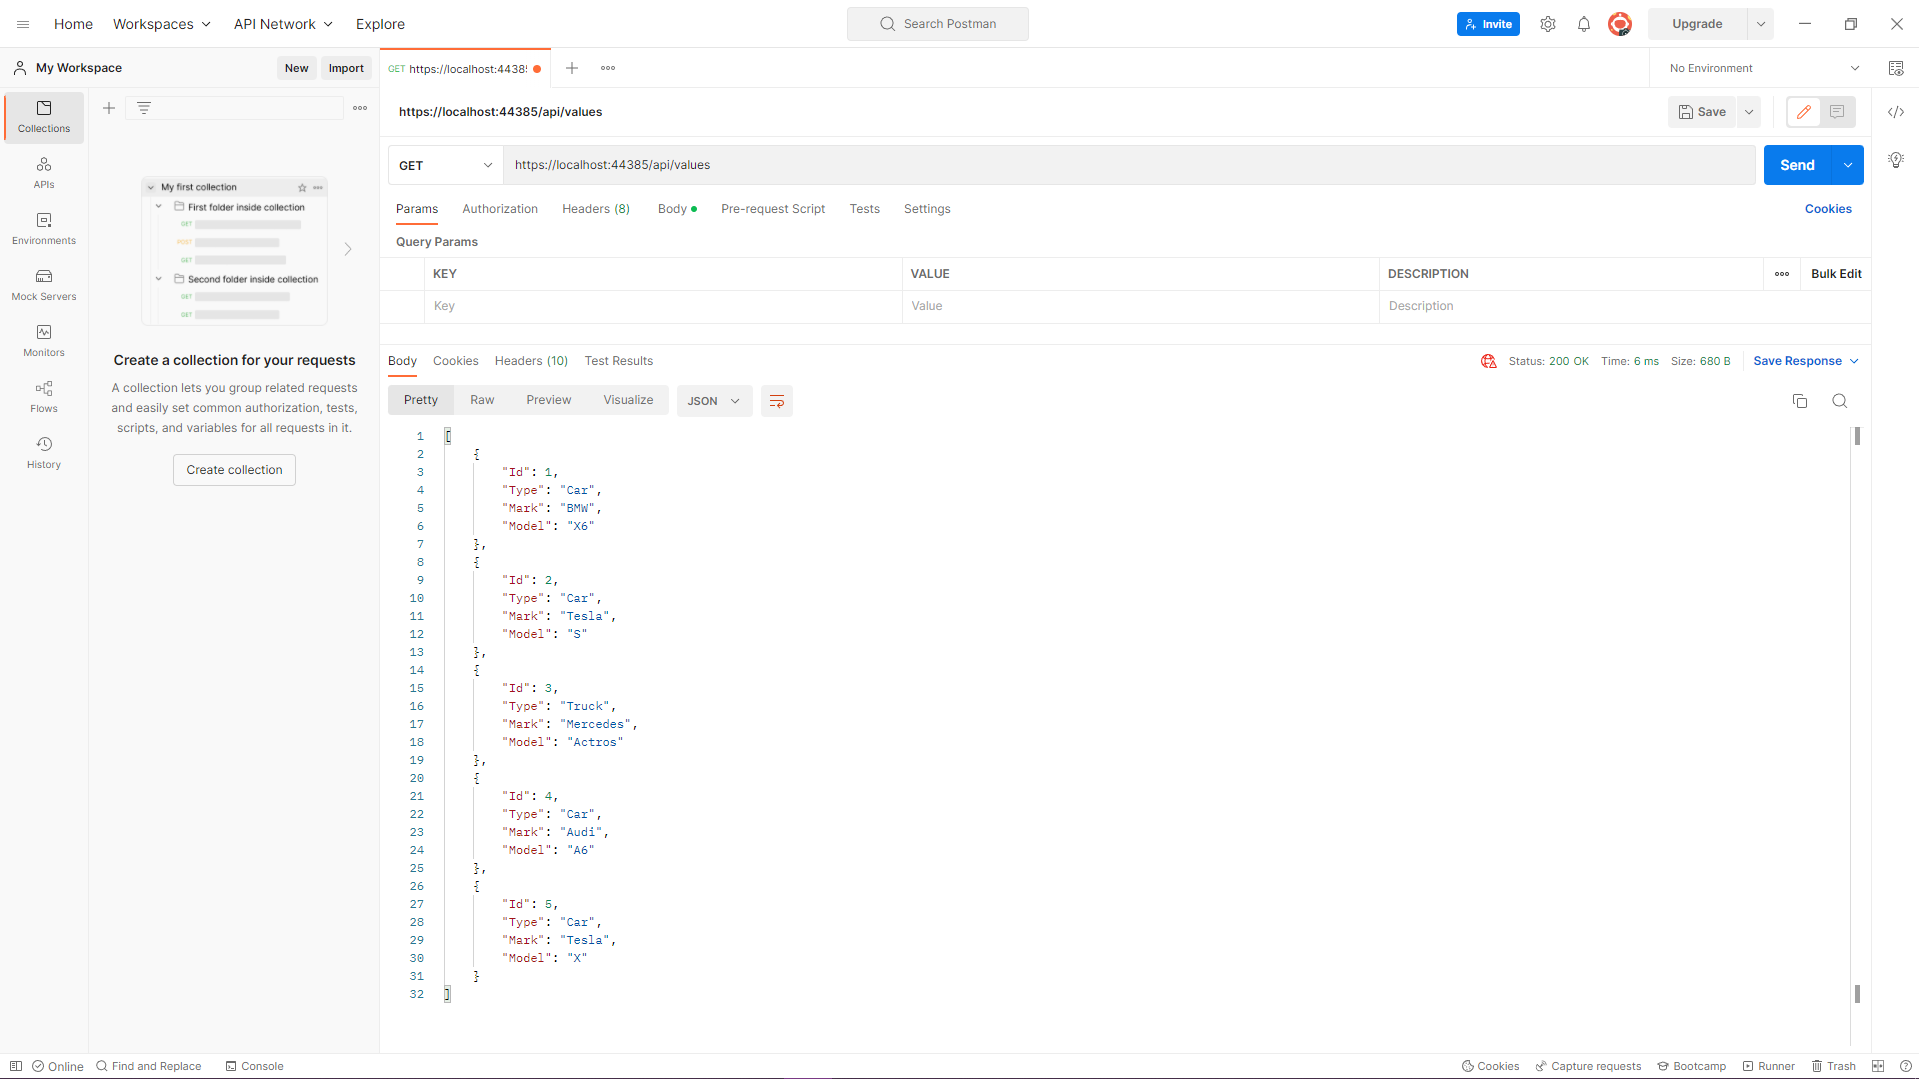 Home Workspaces API Network Explore Search Postman Invite Upgrade
My Workspace New Import GET https://localhost:4438! No Environment
https://localhost:44385/api/values Save
Collections
APIs
Environments
Mock Servers
Monitors
Flows
History
My first collection
First folder inside collection
GET
POST
GET
Second folder inside collection
GET
GET
Create a collection for your requests
A collection lets you group related requests
and easily set common authorization, tests,
scripts, and variables for all requests in it.
Create collection
GET https://localhost:44385/api/values Send
Params Authorization Headers (8) Body Pre-request Script Tests Settings Cookies
Query Params
KEY VALUE DESCRIPTION Bulk Edit
Key Value Description
Body Cookies Headers (10) Test Results Status: 200 OK Time: 6 ms Size: 680 B Save Response
Pretty Raw Preview Visualize JSON
1 [
2 {
3 "Id": 1,
4 "Type": "Car",
5 "Mark": "BMW",
6 "Model": "X6"
7 },
8 {
9 "Id": 2,
10 "Type": "Car",
11 "Mark": "Tesla",
12 "Model": "S"
13 },
14 {
15 "Id": 3,
16 "Type": "Truck",
17 "Mark": "Mercedes",
18 "Model": "Actros"
19 },
20 {
21 "Id": 4,
22 "Type": "Car",
23 "Mark": "Audi",
24 "Model": "A6"
25 },
26 {
27 "Id": 5,
28 "Type": "Car",
29 "Mark": "Tesla",
30 "Model": "X"
31 }
32 ]
Online Find and Replace Console Cookies Capture requests Bootcamp Runner Trash